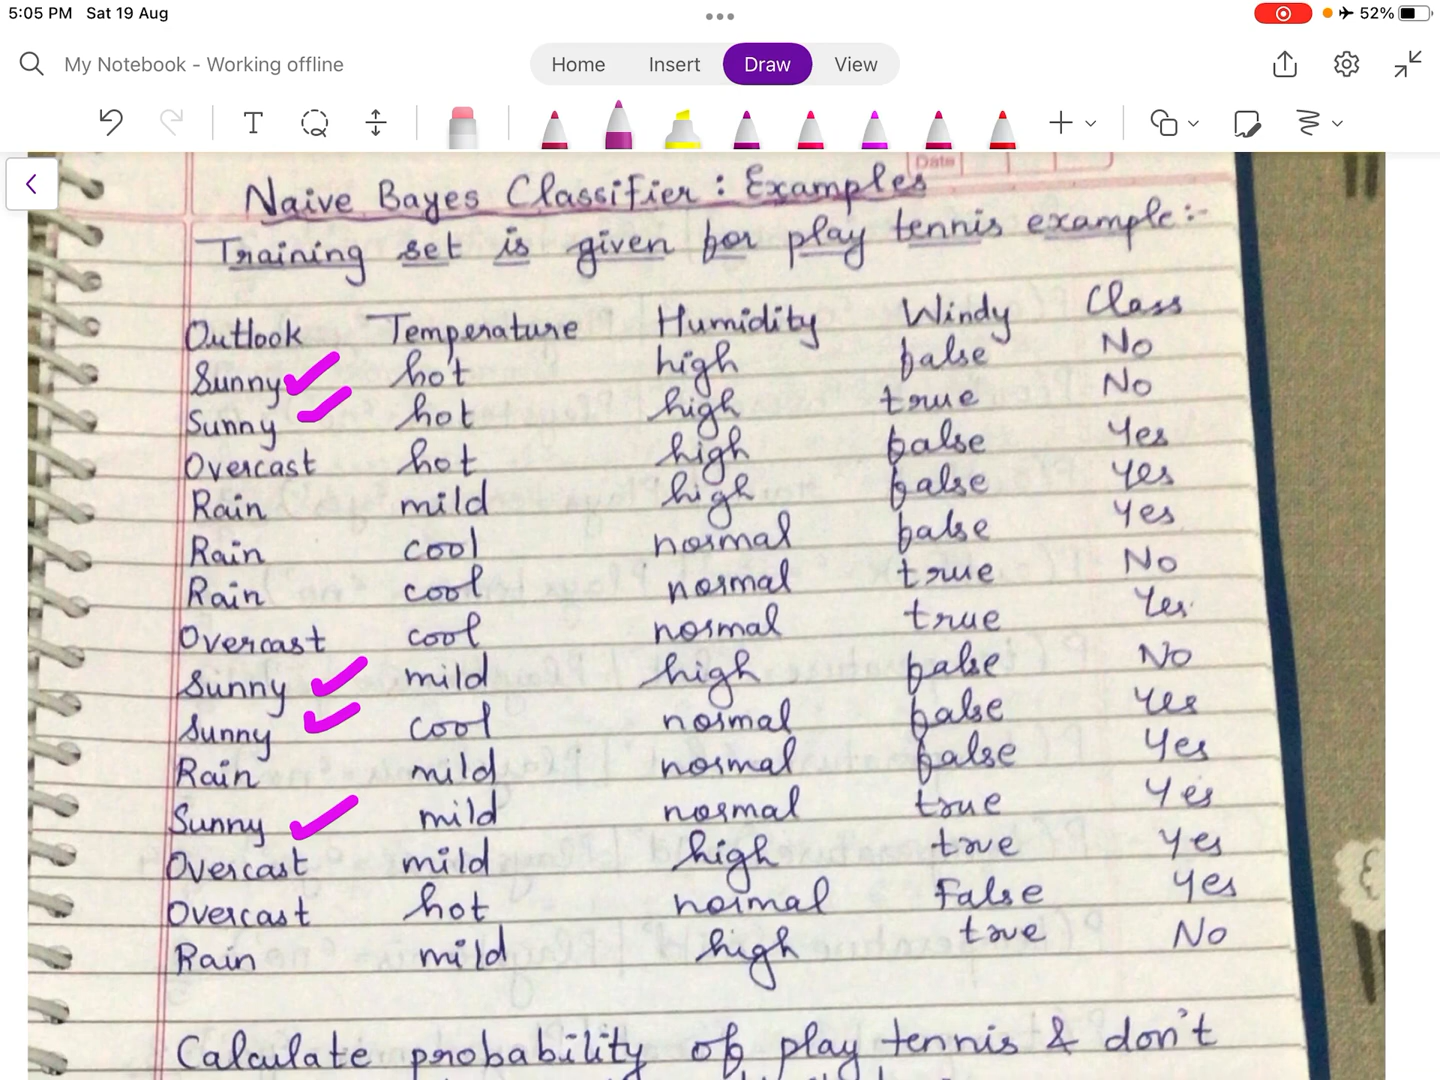 5:05 PM Sat 19 Aug
52%
My Notebook - Working offline
Home Insert Draw View
Date
Naive Bayes Classifier : Examples
Training set is given for play tennis example:-
Outlook Temperature Humidity Windy Class
Sunny hot high false No
Sunny hot high true No
Overcast hot high false Yes
Rain mild high false Yes
Rain cool normal false Yes
Rain cool normal true No
Overcast cool normal true Yes
Sunny mild high false No
Sunny cool normal false Yes
Rain mild normal false Yes
Sunny mild normal true Yes
Overcast mild high true Yes
Overcast hot normal False Yes
Rain mild high true No
Calculate probability of play tennis & don't